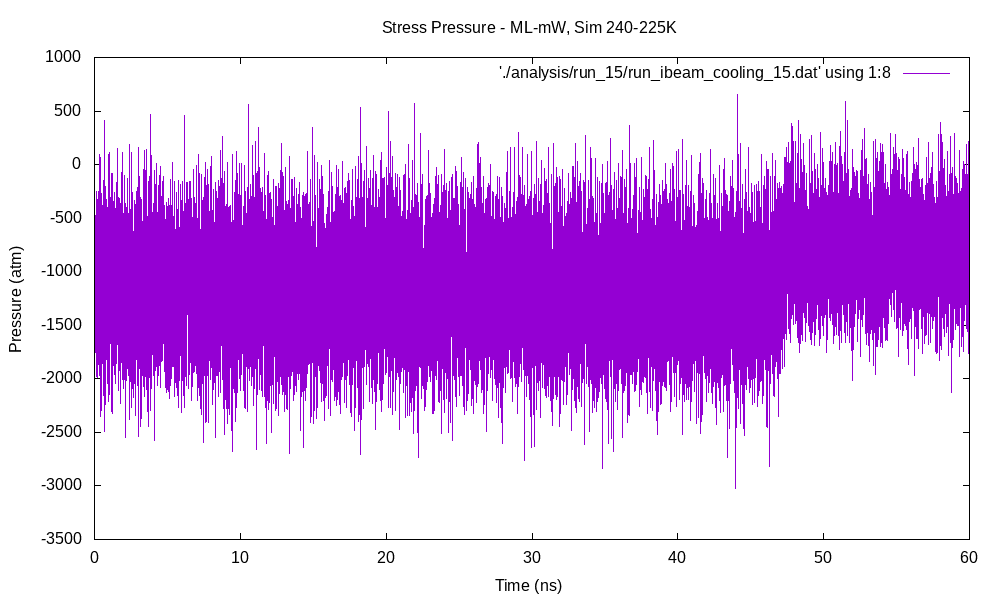 Stress Pressure - ML-mW, Sim 240-225K
'./analysis/run_15/run_ibeam_cooling_15.dat' using 1:8
1000
500
0
-500
-1000
-1500
-2000
-2500
-3000
-3500
Pressure (atm)
0 10 20 30 40 50 60
Time (ns)